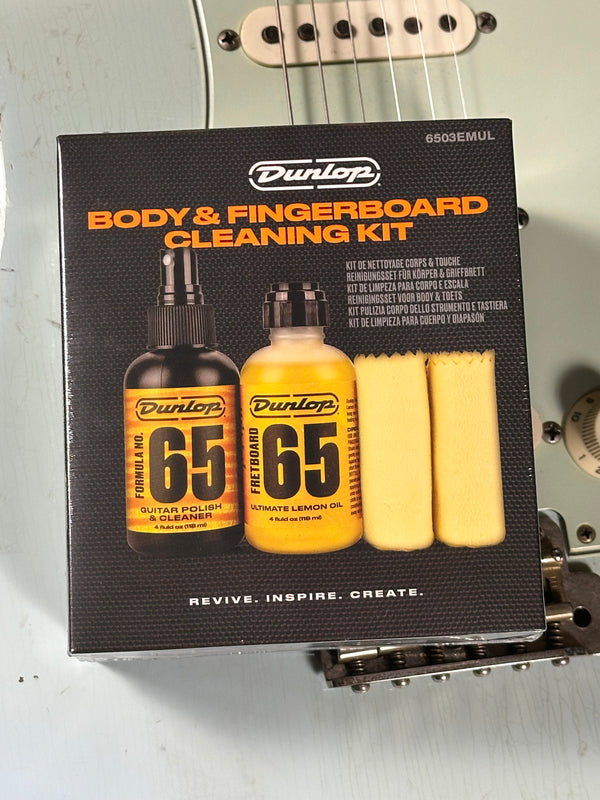 6503EMUL
Dunlop
BODY & FINGERBOARD
CLEANING KIT
KIT DE NETTOYAGE CORPS & TOUCHE
REINIGUNGSSET FÜR KÖRPER & GRIFFBRETT
KIT DE LIMPEZA PARA CORPO E ESCALA
REINIGINGSSET VOOR BODY & TOETS
KIT PULIZIA CORPO DELLO STRUMENTO E TASTIERA
KIT DE LIMPIEZA PARA CUERPO Y DIAPASÓN
Dunlop
FORMULA NO.
65
GUITAR POLISH
& CLEANER
4 fluid oz (118 ml)
Dunlop
FRETBOARD
65
ULTIMATE LEMON OIL
4 fluid oz (118 ml)
REVIVE. INSPIRE. CREATE.